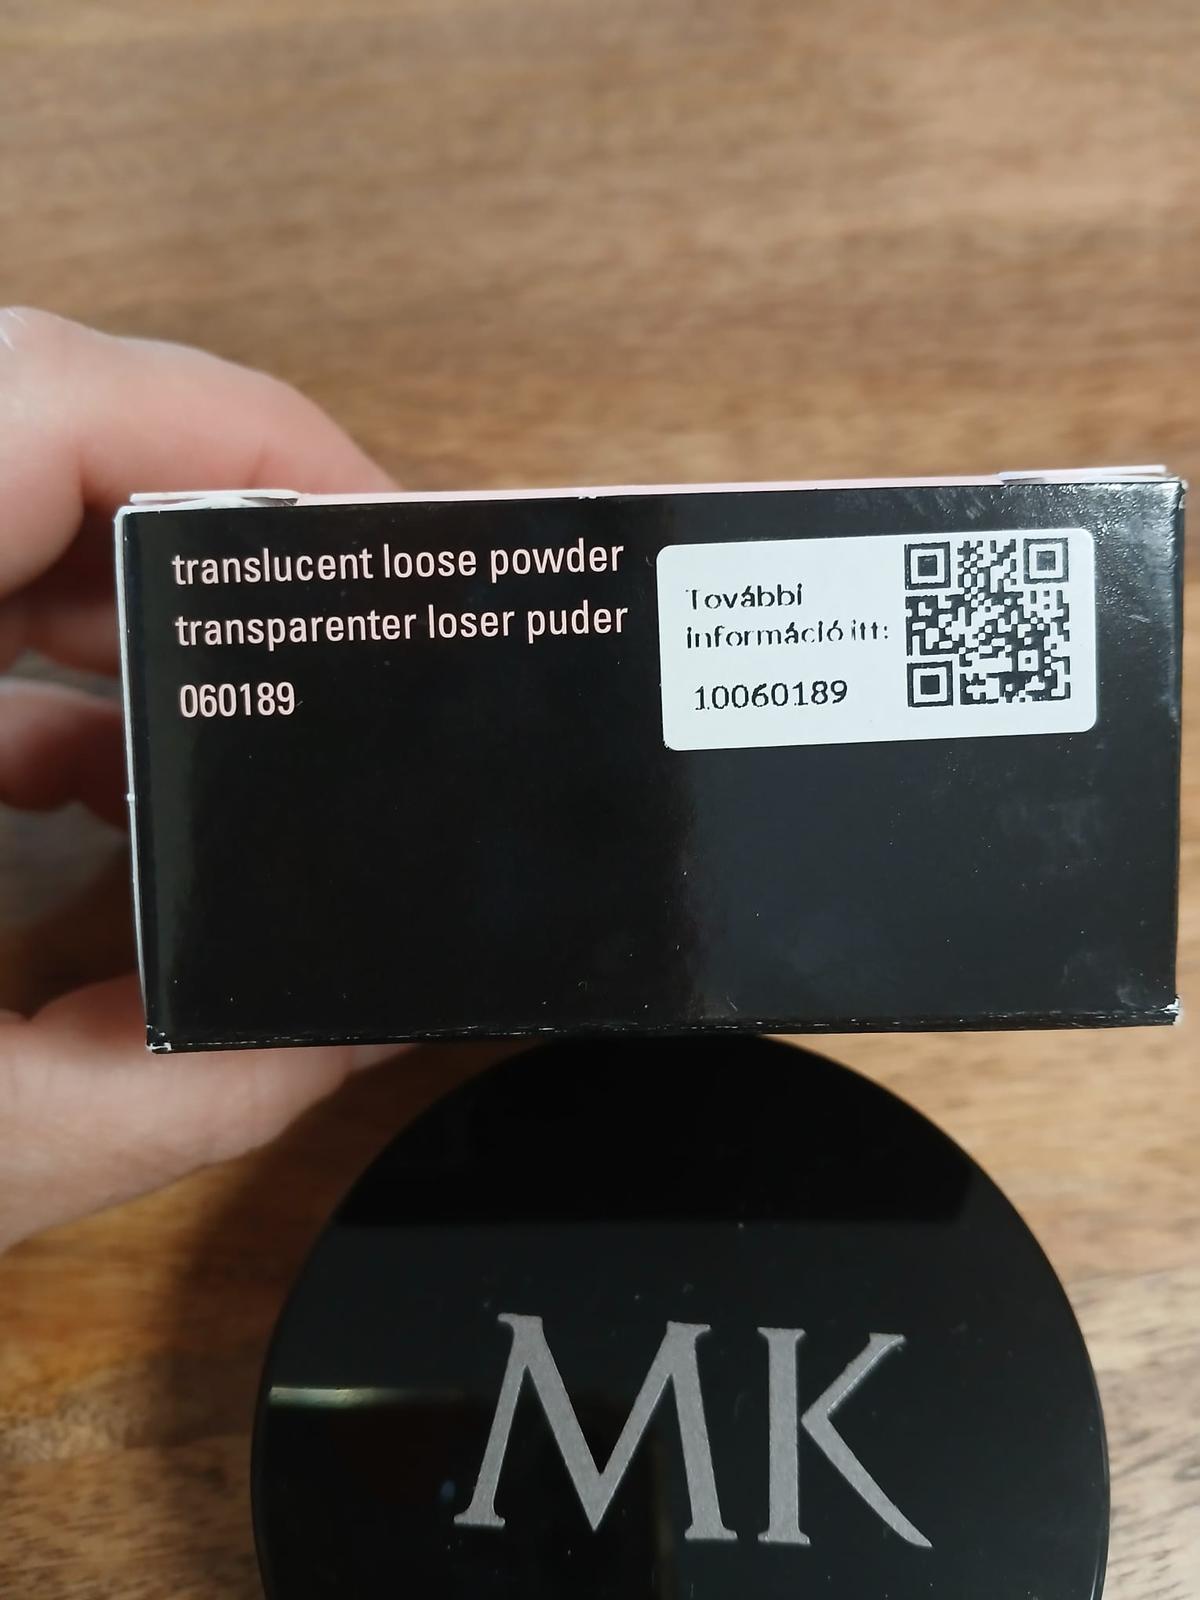 translucent loose powder
transparenter loser puder
060189
További
információ itt:
10060189
MK